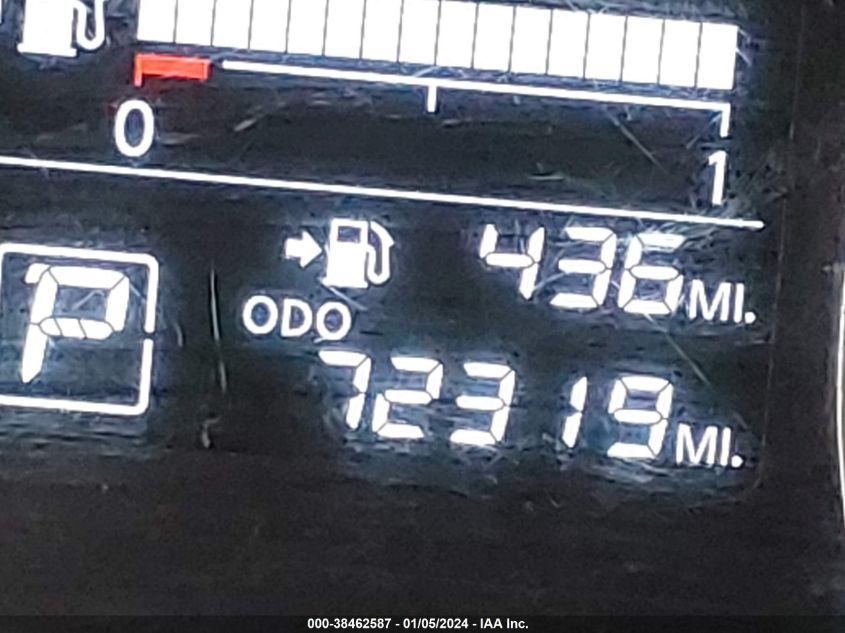 0 1
436 MI.
ODO
72319 MI.
P
000-38462587 - 01/05/2024 - IAA Inc.